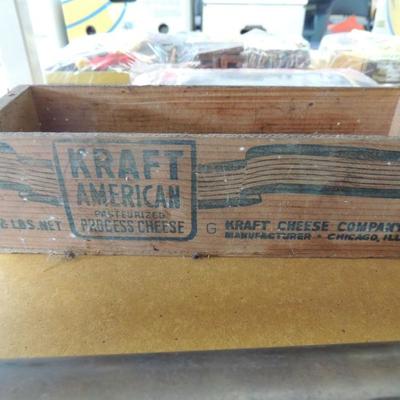 KRAFT
AMERICAN
PASTEURIZED
PROCESS CHEESE
LBS. NET
G
KRAFT CHEESE COMPANY
MANUFACTURER • CHICAGO, ILL